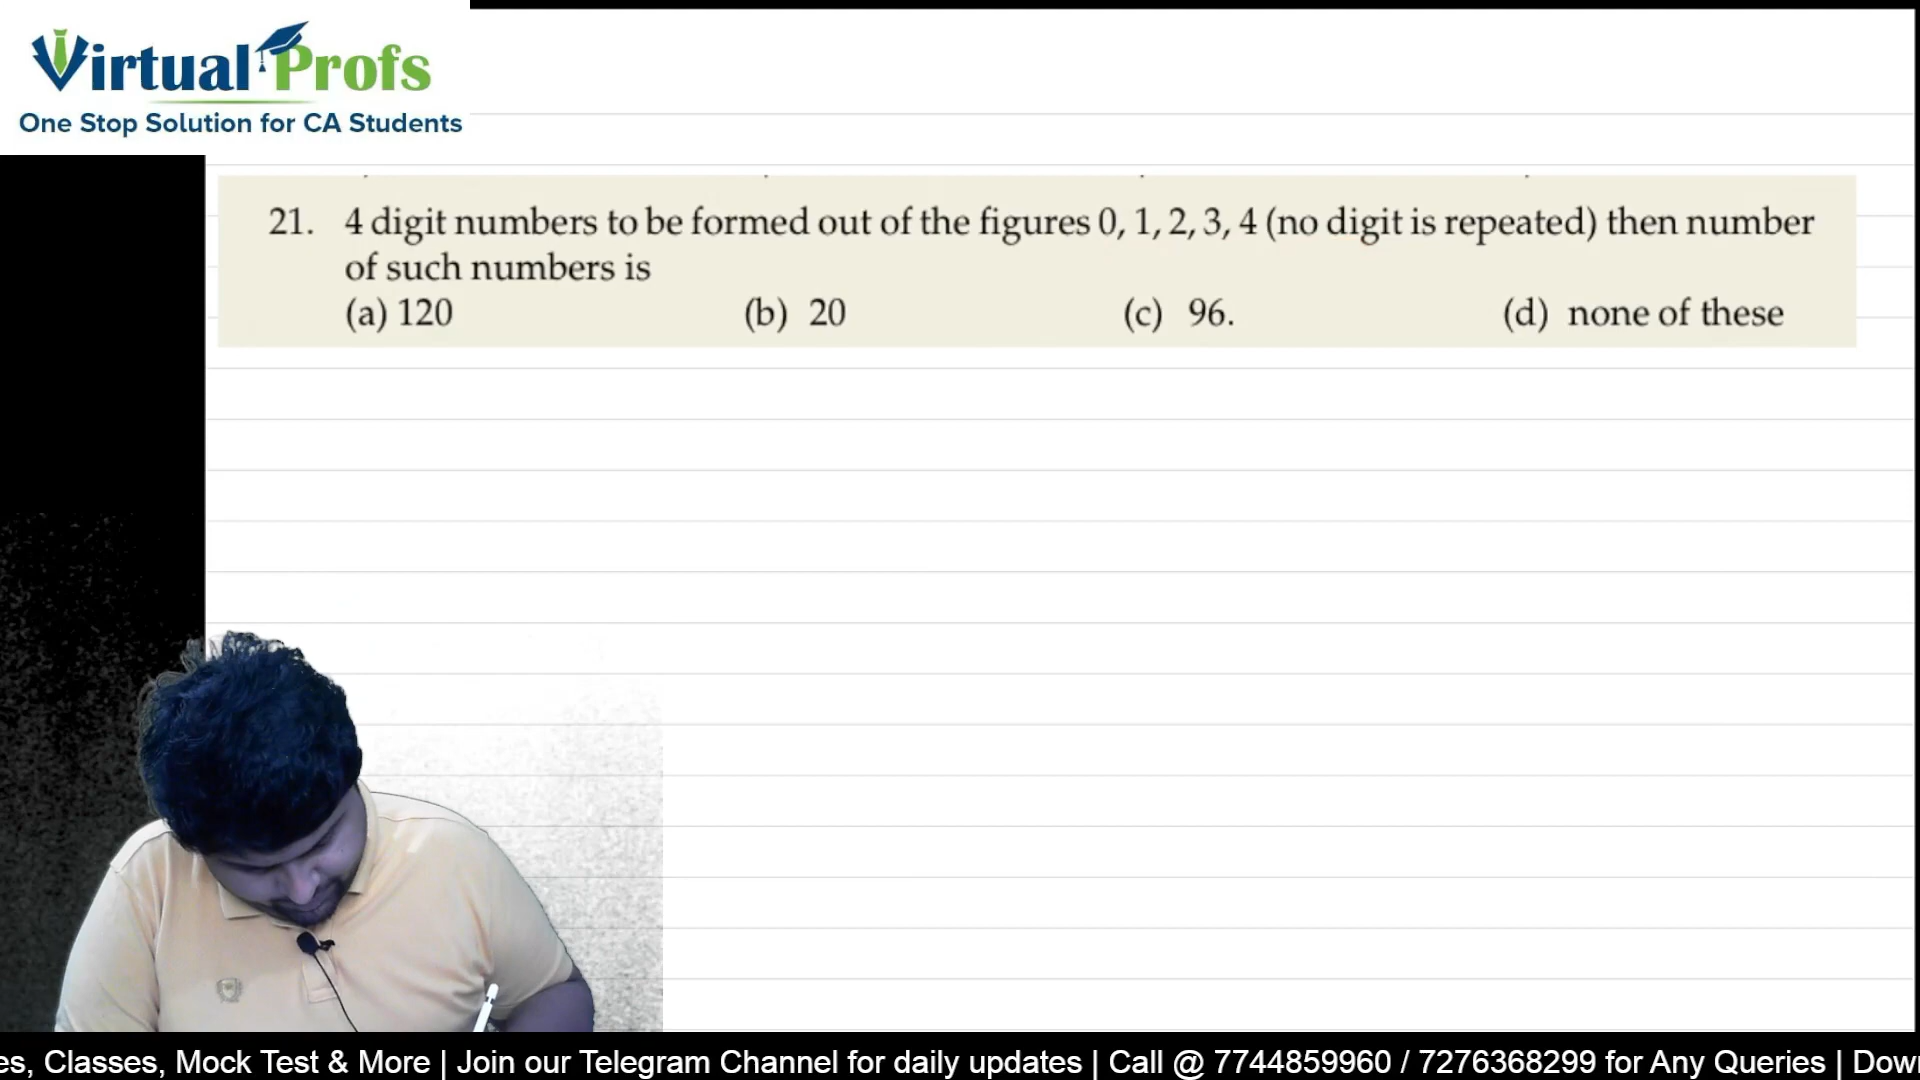 Virtual Profs
One Stop Solution for CA Students
21. 4 digit numbers to be formed out of the figures 0, 1, 2, 3, 4 (no digit is repeated) then number
of such numbers is
(a) 120 (b) 20 (c) 96. (d) none of these
es, Classes, Mock Test & More | Join our Telegram Channel for daily updates | Call @ 7744859960 / 7276368299 for Any Queries | Dow